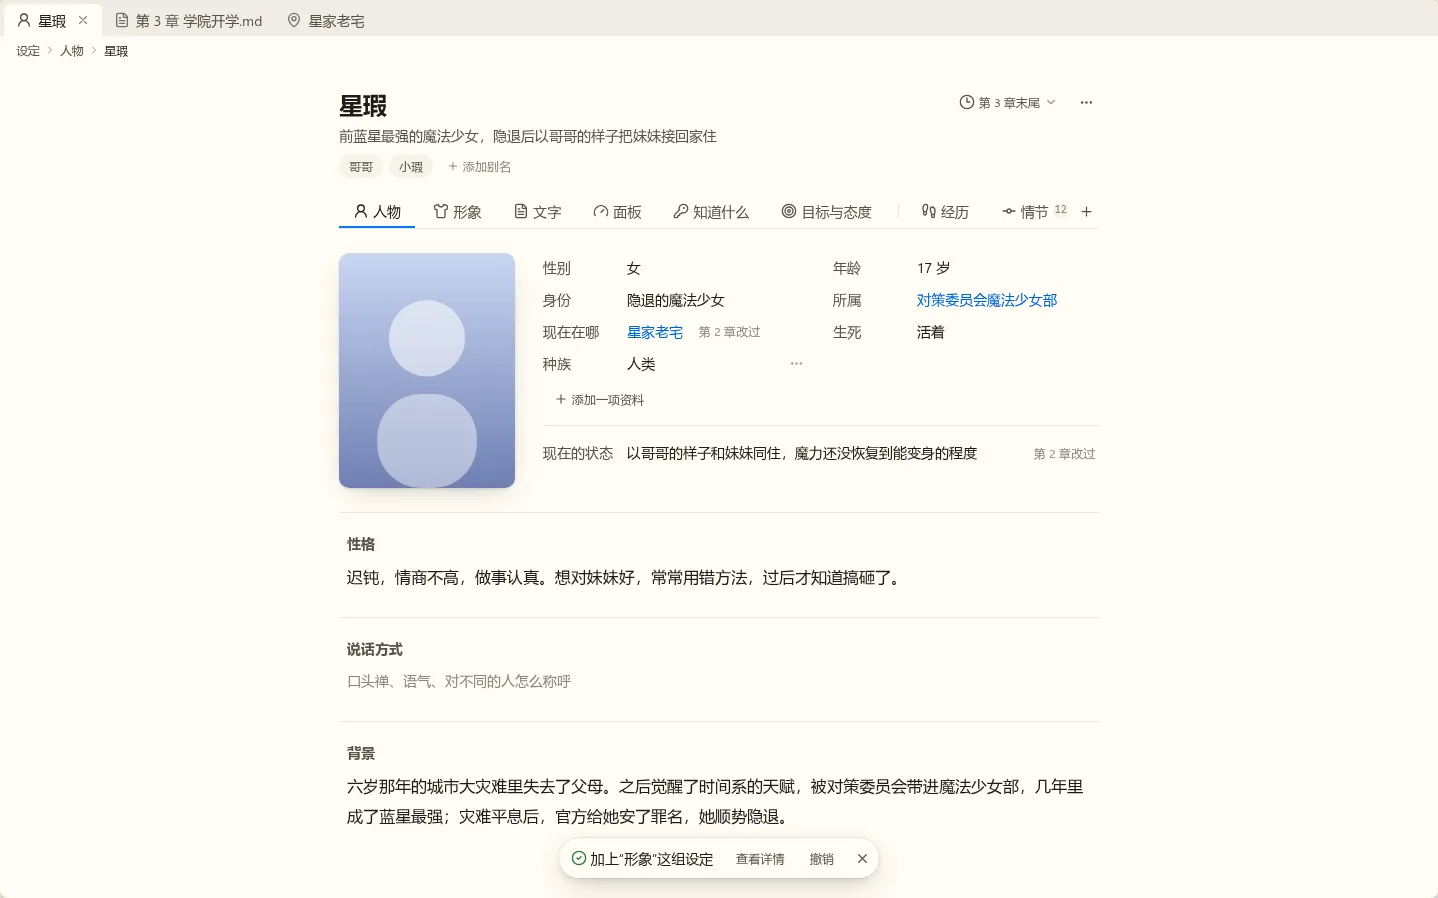 星瑕
第 3 章 学院开学.md
星家老宅
设定 > 人物 > 星瑕
星瑕
第 3 章末尾
前蓝星最强的魔法少女，隐退后以哥哥的样子把妹妹接回家住
哥哥 小瑕 + 添加别名
人物 形象 文字 面板 知道什么 目标与态度 经历 情节 12 +
性别 女 年龄 17 岁
身份 隐退的魔法少女 所属 对策委员会魔法少女部
现在在哪 星家老宅 第 2 章改过 生死 活着
种族 人类 ···
+ 添加一项资料
现在的状态 以哥哥的样子和妹妹同住，魔力还没恢复到能变身的程度 第 2 章改过
性格
迟钝，情商不高，做事认真。想对妹妹好，常常用错方法，过后才知道搞砸了。
说话方式
口头禅、语气、对不同的人怎么称呼
背景
六岁那年的城市大灾难里失去了父母。之后觉醒了时间系的天赋，被对策委员会带进魔法少女部，几年里
成了蓝星最强；灾难平息后，官方给她安了罪名，她顺势隐退。
加上“形象”这组设定 查看详情 撤销